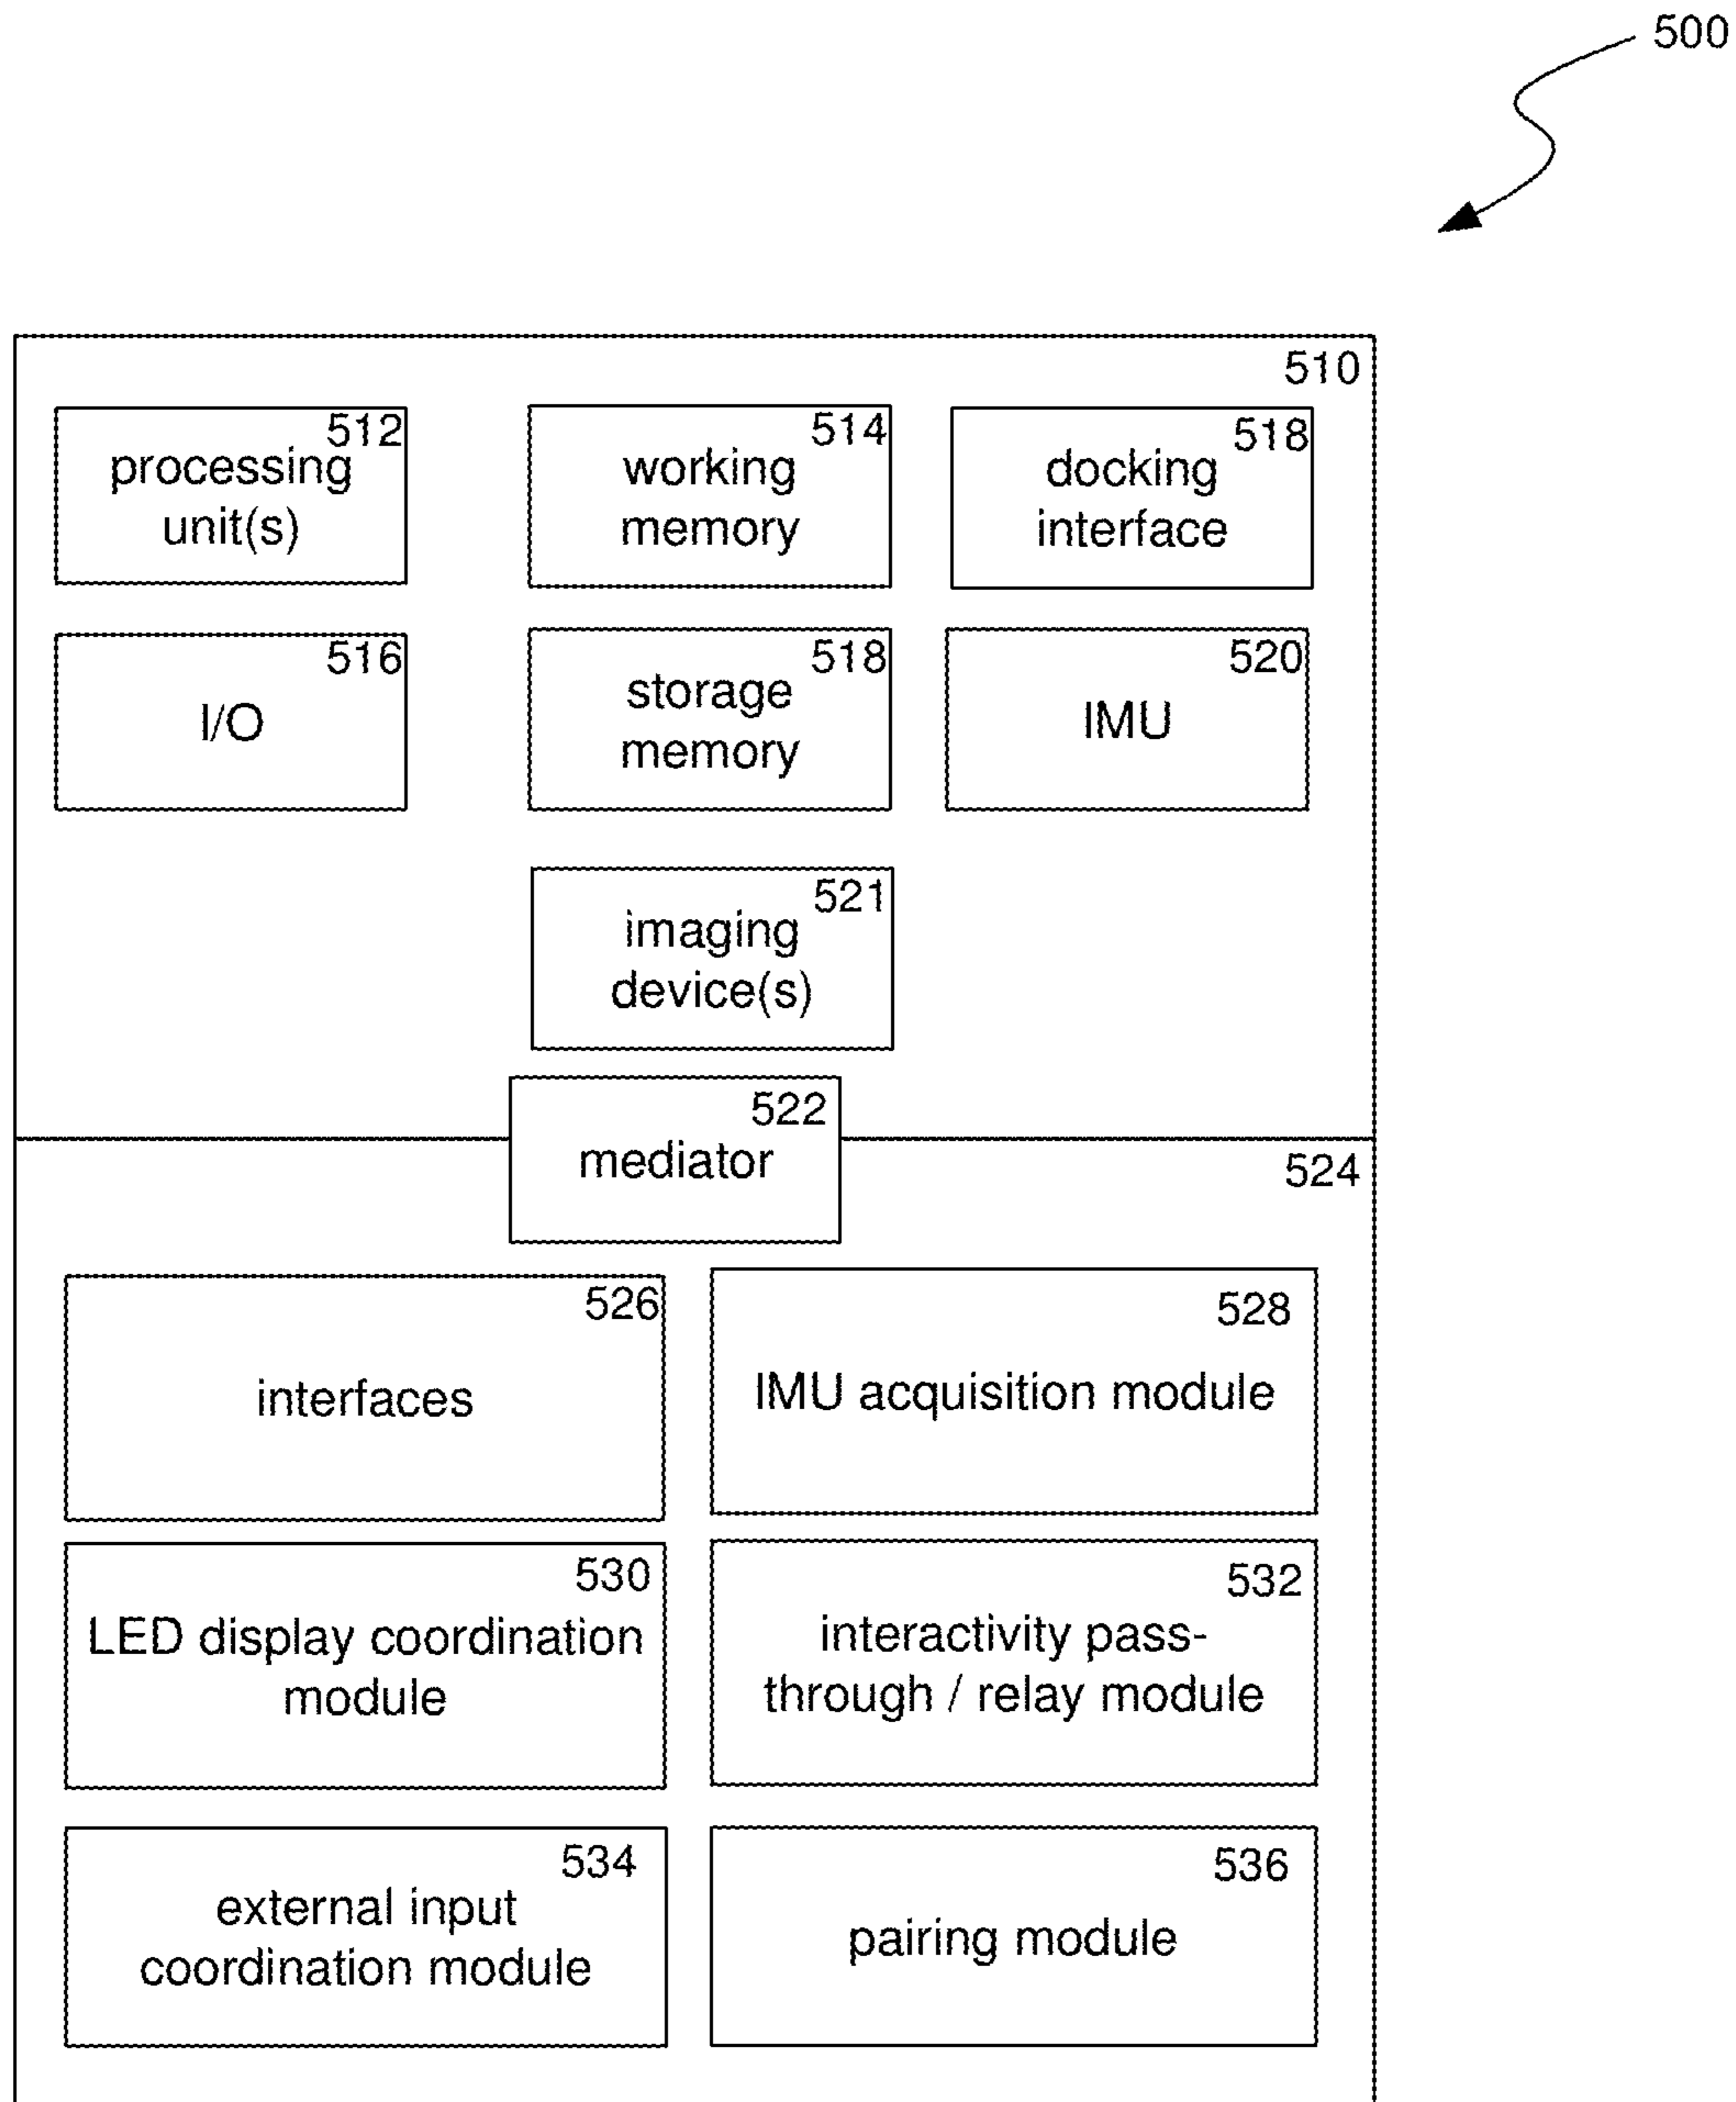 500
510
512
processing
unit(s)
514
working
memory
518
docking
interface
516
I/O
518
storage
memory
520
IMU
521
imaging
device(s)
522
mediator
524
526
interfaces
528
IMU acquisition module
530
LED display coordination
module
532
interactivity pass-
through / relay module
534
external input
coordination module
536
pairing module